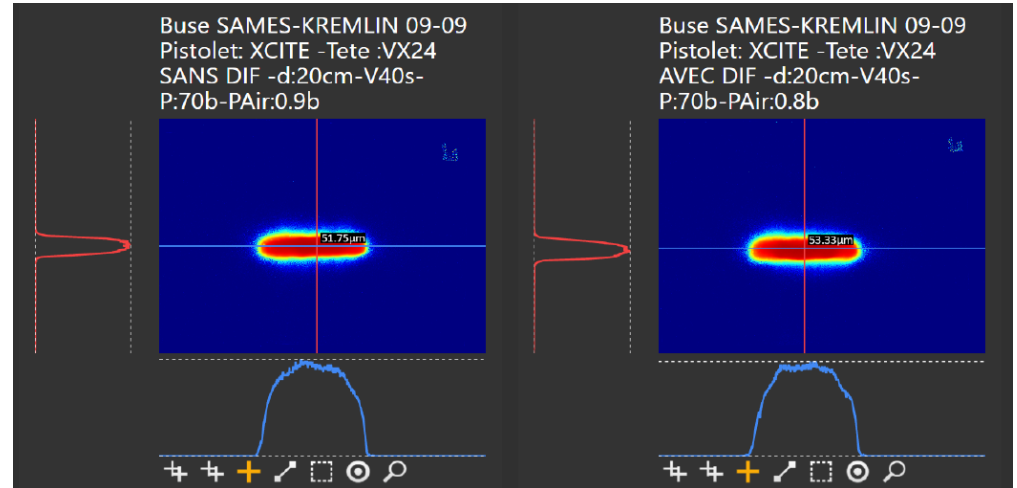 Buse SAMES-KREMLIN 09-09
Pistolet: XCITE -Tete :VX24
SANS DIF -d:20cm-V40s-
P:70b-PAir:0.9b
51.75µm
Buse SAMES-KREMLIN 09-09
Pistolet: XCITE -Tete :VX24
AVEC DIF -d:20cm-V40s-
P:70b-PAir:0.8b
53.33µm